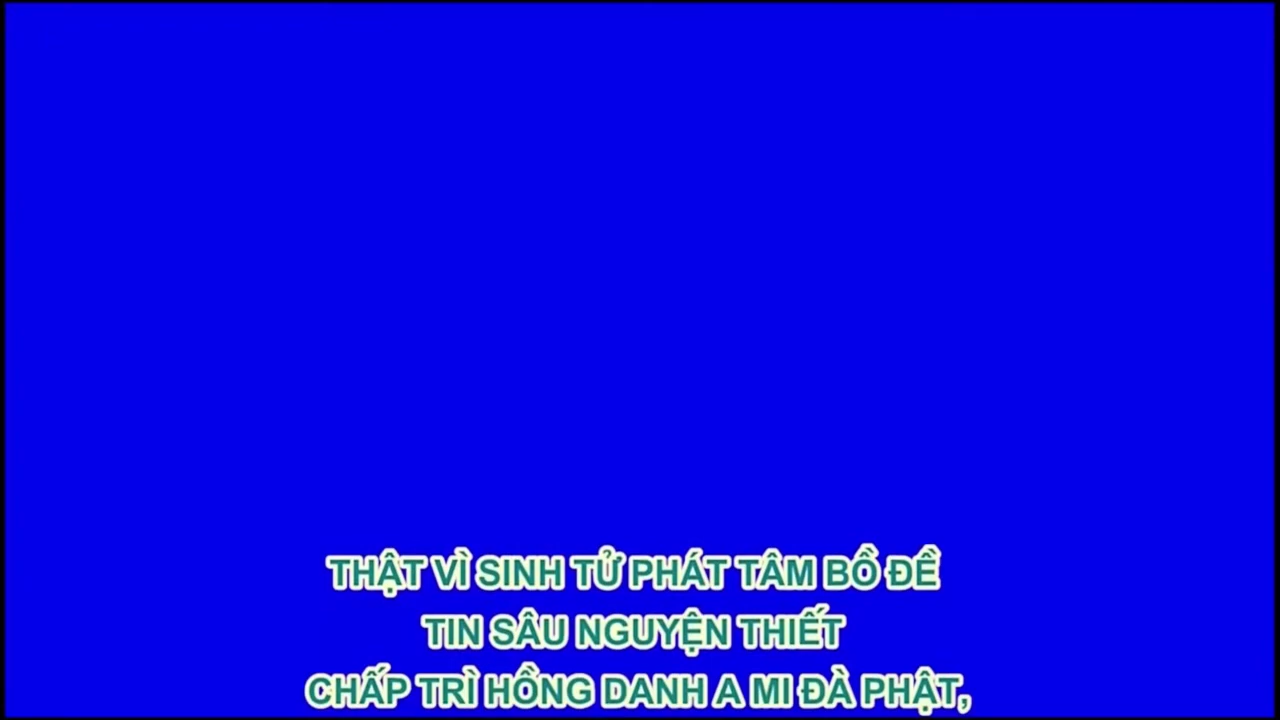 THẬT VÌ SINH TỬ PHÁT TÂM BỒ ĐỀ
TIN SÂU NGUYỆN THIẾT
CHẤP TRÌ HỒNG DANH A MI ĐÀ PHẬT,